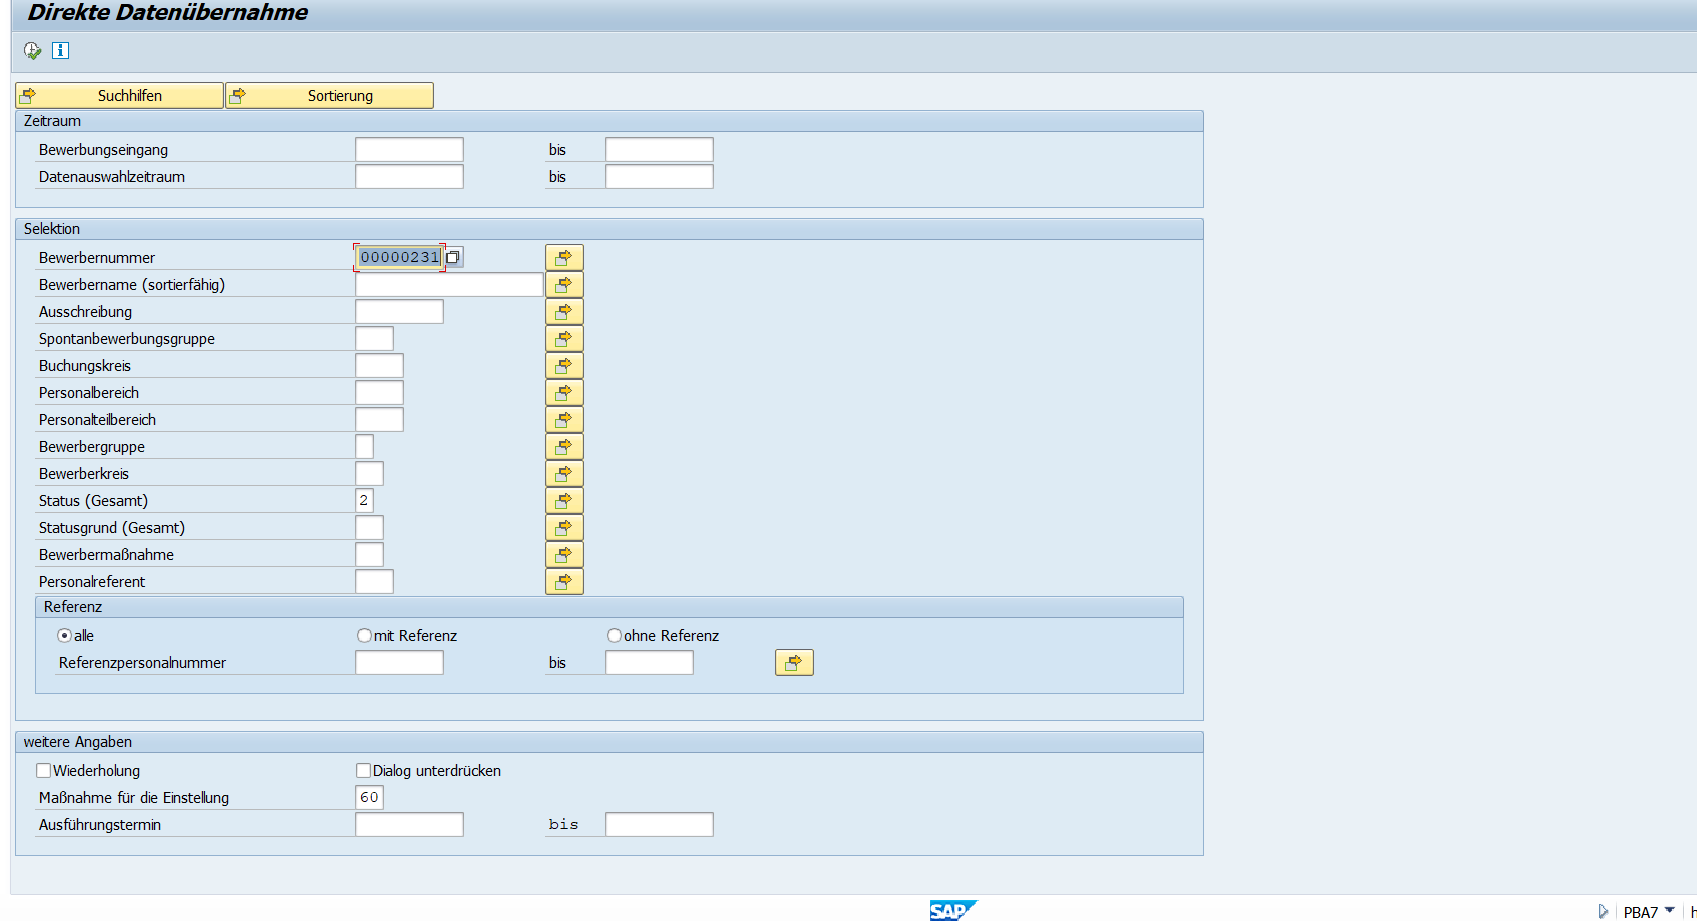 Direkte Datenübernahme
Suchhilfen Sortierung
Zeitraum
Bewerbungseingang bis
Datenauswahlzeitraum bis
Selektion
Bewerbernummer 00000231
Bewerbername (sortierfähig)
Ausschreibung
Spontanbewerbungsgruppe
Buchungskreis
Personalbereich
Personalteilbereich
Bewerbergruppe
Bewerberkreis
Status (Gesamt) 2
Statusgrund (Gesamt)
Bewerbermaßnahme
Personalreferent
Referenz
alle mit Referenz ohne Referenz
Referenzpersonalnummer bis
weitere Angaben
Wiederholung Dialog unterdrücken
Maßnahme für die Einstellung 60
Ausführungstermin bis
SAP PBA7